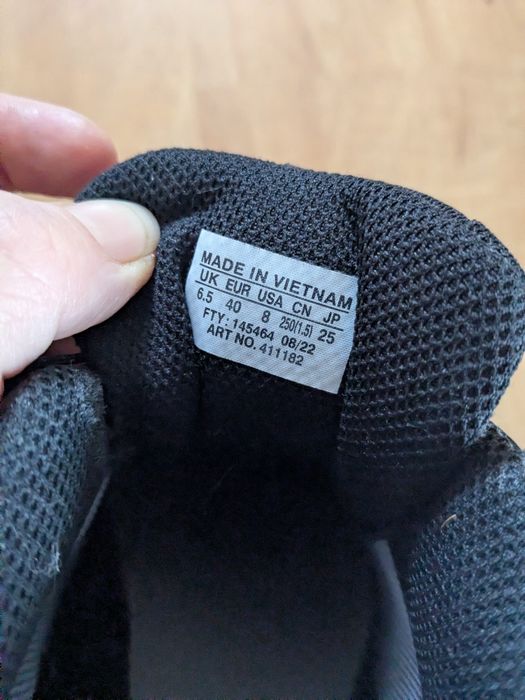 MADE IN VIETNAM
UK EUR USA CN JP
6.5 40 8 250(1.5) 25
FTY: 145464 08/22
ART NO. 411182